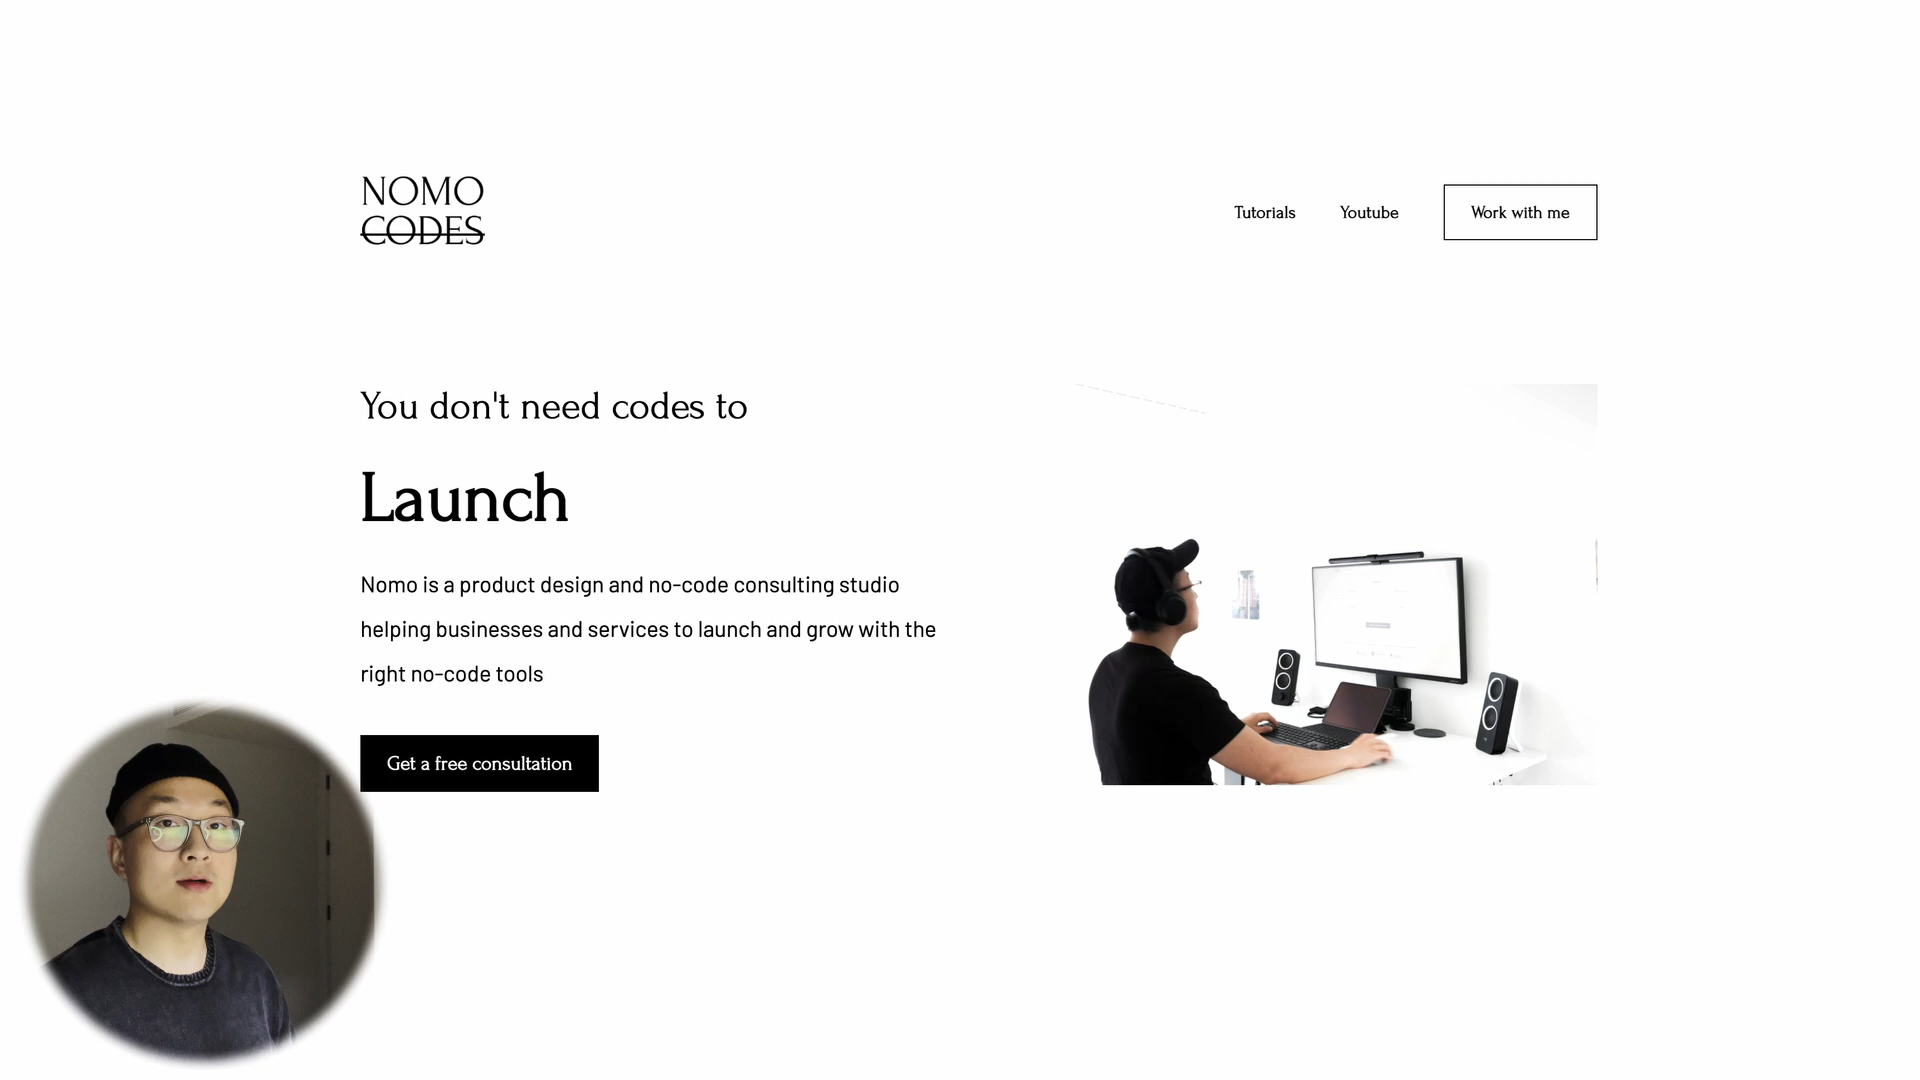 NOMO
CODES
Tutorials
Youtube
Work with me
You don't need codes to
Launch
Nomo is a product design and no-code consulting studio
helping businesses and services to launch and grow with the
right no-code tools
Get a free consultation